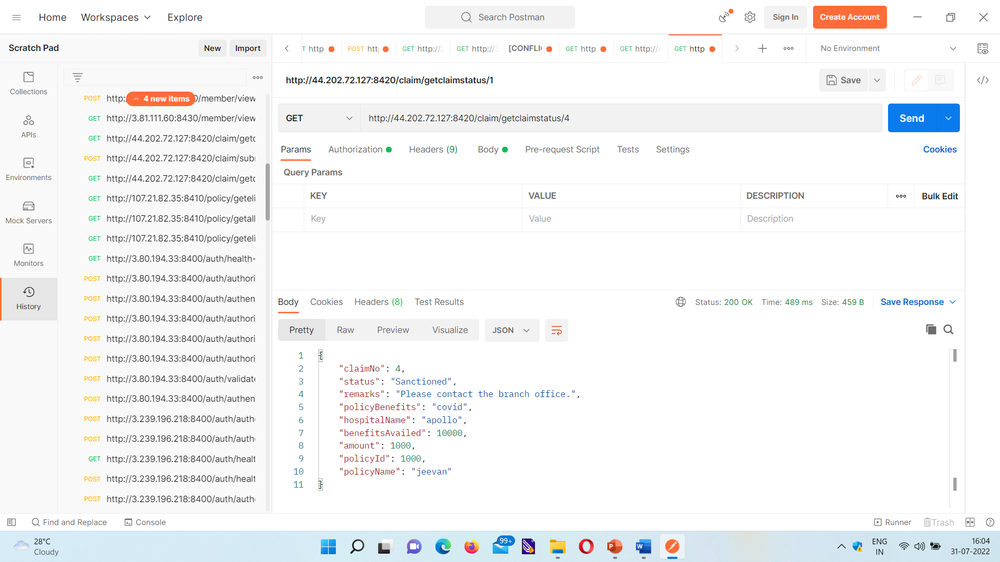 Home
Workspaces
Explore
Search Postman
Sign In
Create Account
Scratch Pad
New
Import
T http
POST htt
GET http://3
GET http://3
[CONFLI
GET http
GET http://4
GET http
No Environment
Collections
APIs
Environments
Mock Servers
Monitors
History
4 new items
POST http:/ 0/member/view
GET http://3.81.111.60:8430/member/view
GET http://44.202.72.127:8420/claim/getc
POST http://44.202.72.127:8420/claim/subr
GET http://44.202.72.127:8420/claim/getc
GET http://107.21.82.35:8410/policy/geteli
GET http://107.21.82.35:8410/policy/getall
GET http://107.21.82.35:8410/policy/geteli
GET http://3.80.194.33:8400/auth/health-
POST http://3.80.194.33:8400/auth/authori
POST http://3.80.194.33:8400/auth/authen
POST http://3.80.194.33:8400/auth/authori
POST http://3.80.194.33:8400/auth/authori
POST http://3.80.194.33:8400/auth/authori
POST http://3.80.194.33:8400/auth/validate
POST http://3.80.194.33:8400/auth/authen
POST http://3.239.196.218:8400/auth/auth
POST http://3.239.196.218:8400/auth/auth
GET http://3.239.196.218:8400/auth/healt
POST http://3.239.196.218:8400/auth/healt
POST http://3.239.196.218:8400/auth/auth
http://44.202.72.127:8420/claim/getclaimstatus/1
Save
GET
http://44.202.72.127:8420/claim/getclaimstatus/4
Send
Params
Authorization
Headers (9)
Body
Pre-request Script
Tests
Settings
Cookies
Query Params
KEY
VALUE
DESCRIPTION
Bulk Edit
Key
Value
Description
Body
Cookies
Headers (8)
Test Results
Status: 200 OK
Time: 489 ms
Size: 459 B
Save Response
Pretty
Raw
Preview
Visualize
JSON
1 {
2 "claimNo": 4,
3 "status": "Sanctioned",
4 "remarks": "Please contact the branch office.",
5 "policyBenefits": "covid",
6 "hospitalName": "apollo",
7 "benefitsAvailed": 10000,
8 "amount": 1000,
9 "policyId": 1000,
10 "policyName": "jeevan"
11 }
Find and Replace
Console
Runner
Trash
28°C
Cloudy
99+
ENG
IN
16:04
31-07-2022